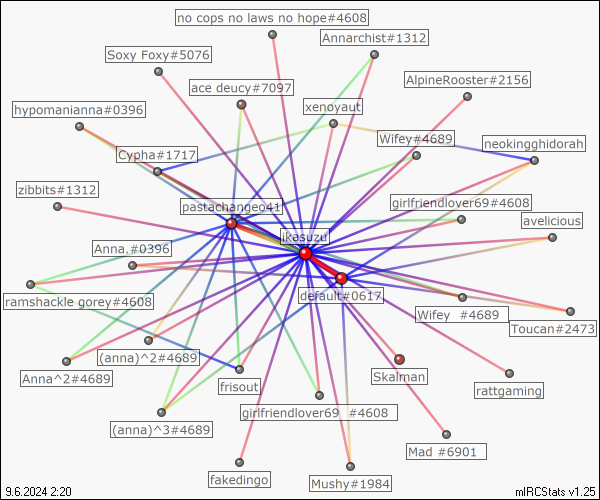 no cops no laws no hope#4608
Annarchist#1312
Soxy Foxy#5076
AlpineRooster#2156
ace deucy#7097
xenoyaut
hypomanianna#0396
Wifey#4689
neokingghidorah
Cypha#1717
zibbits#1312
pastachangeo41
girlfriendlover69#4608
avelicious
ikasuzu
Anna.#0396
default#0617
ramshackle gorey#4608
Wifey #4689
Toucan#2473
(anna)^2#4689
Anna^2#4689
frisout
Skalman
rattgaming
girlfriendlover69 #4608
(anna)^3#4689
Mad #6901
fakedingo
Mushy#1984
9.6.2024 2:20
mIRCStats v1.25